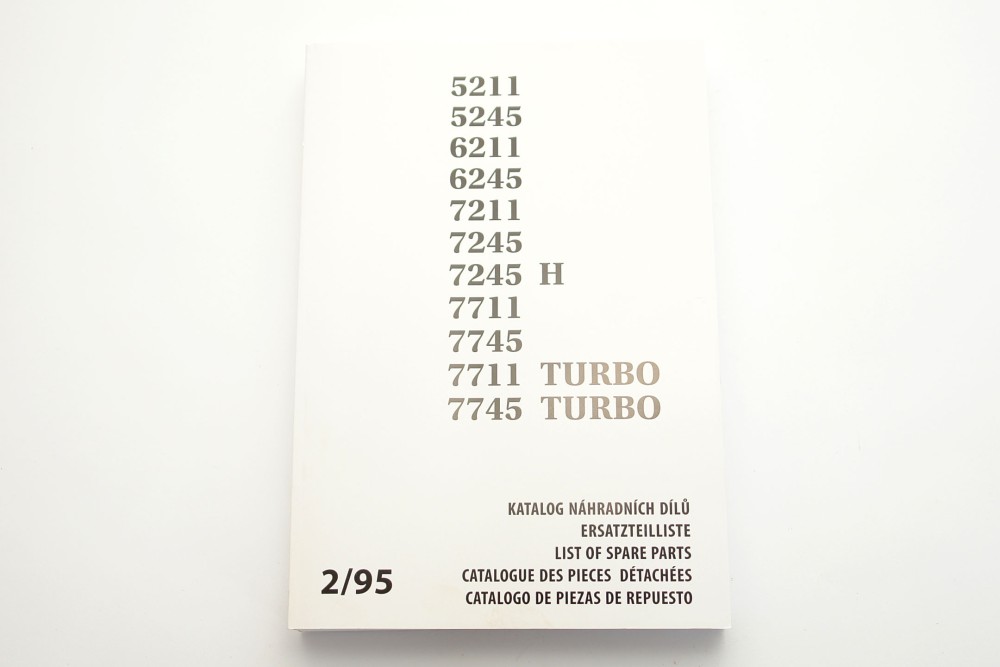 5211
5245
6211
6245
7211
7245
7245 H
7711
7745
7711 TURBO
7745 TURBO
KATALOG NÁHRADNÍCH DÍLŮ
ERSATZTEILLISTE
LIST OF SPARE PARTS
CATALOGUE DES PIECES DÉTACHÉES
CATALOGO DE PIEZAS DE REPUESTO
2/95